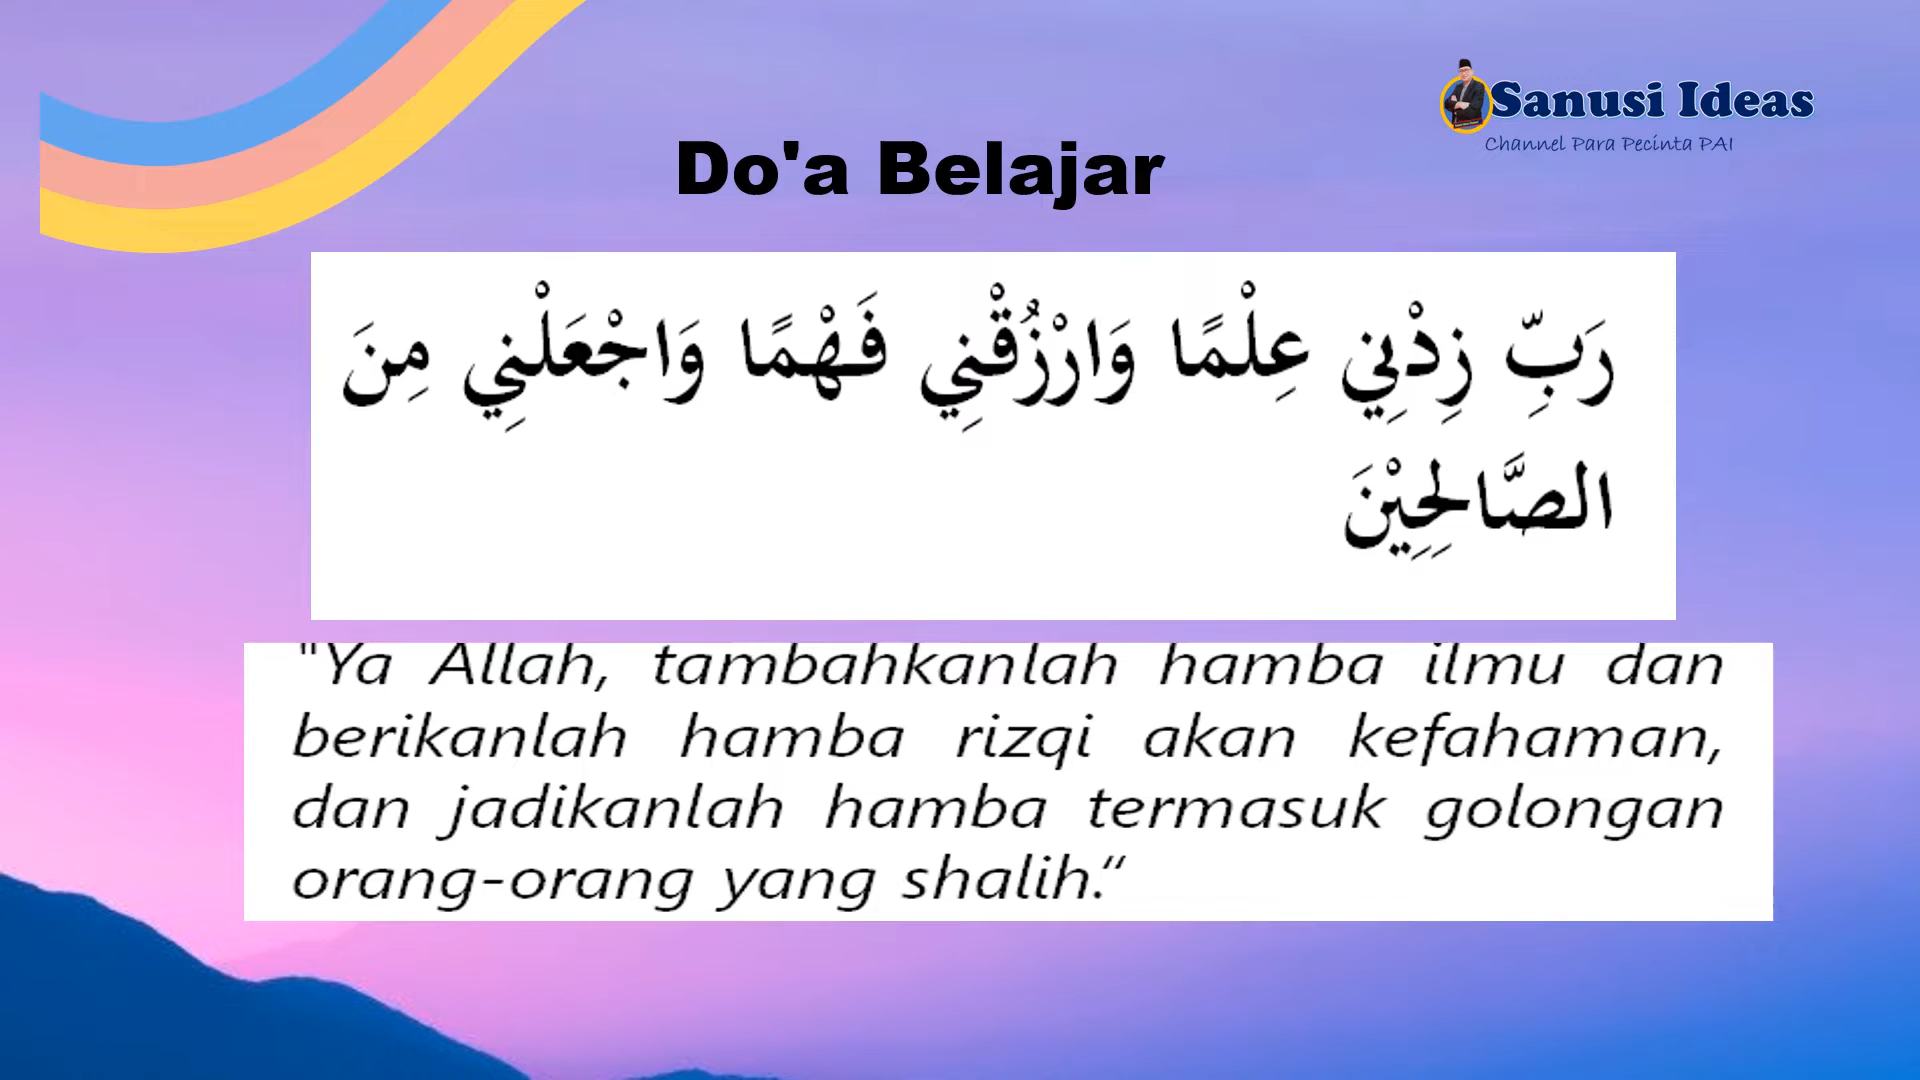 Sanusi Ideas
Channel Para Pecinta PAI
Do'a Belajar
رَبِّ زِدْنِي عِلْمًا وَارْزُقْنِي فَهْمًا وَاجْعَلْنِي مِنَ
الصَّالِحِيْنَ
"Ya Allah, tambahkanlah hamba ilmu dan
berikanlah hamba rizqi akan kefahaman,
dan jadikanlah hamba termasuk golongan
orang-orang yang shalih.“